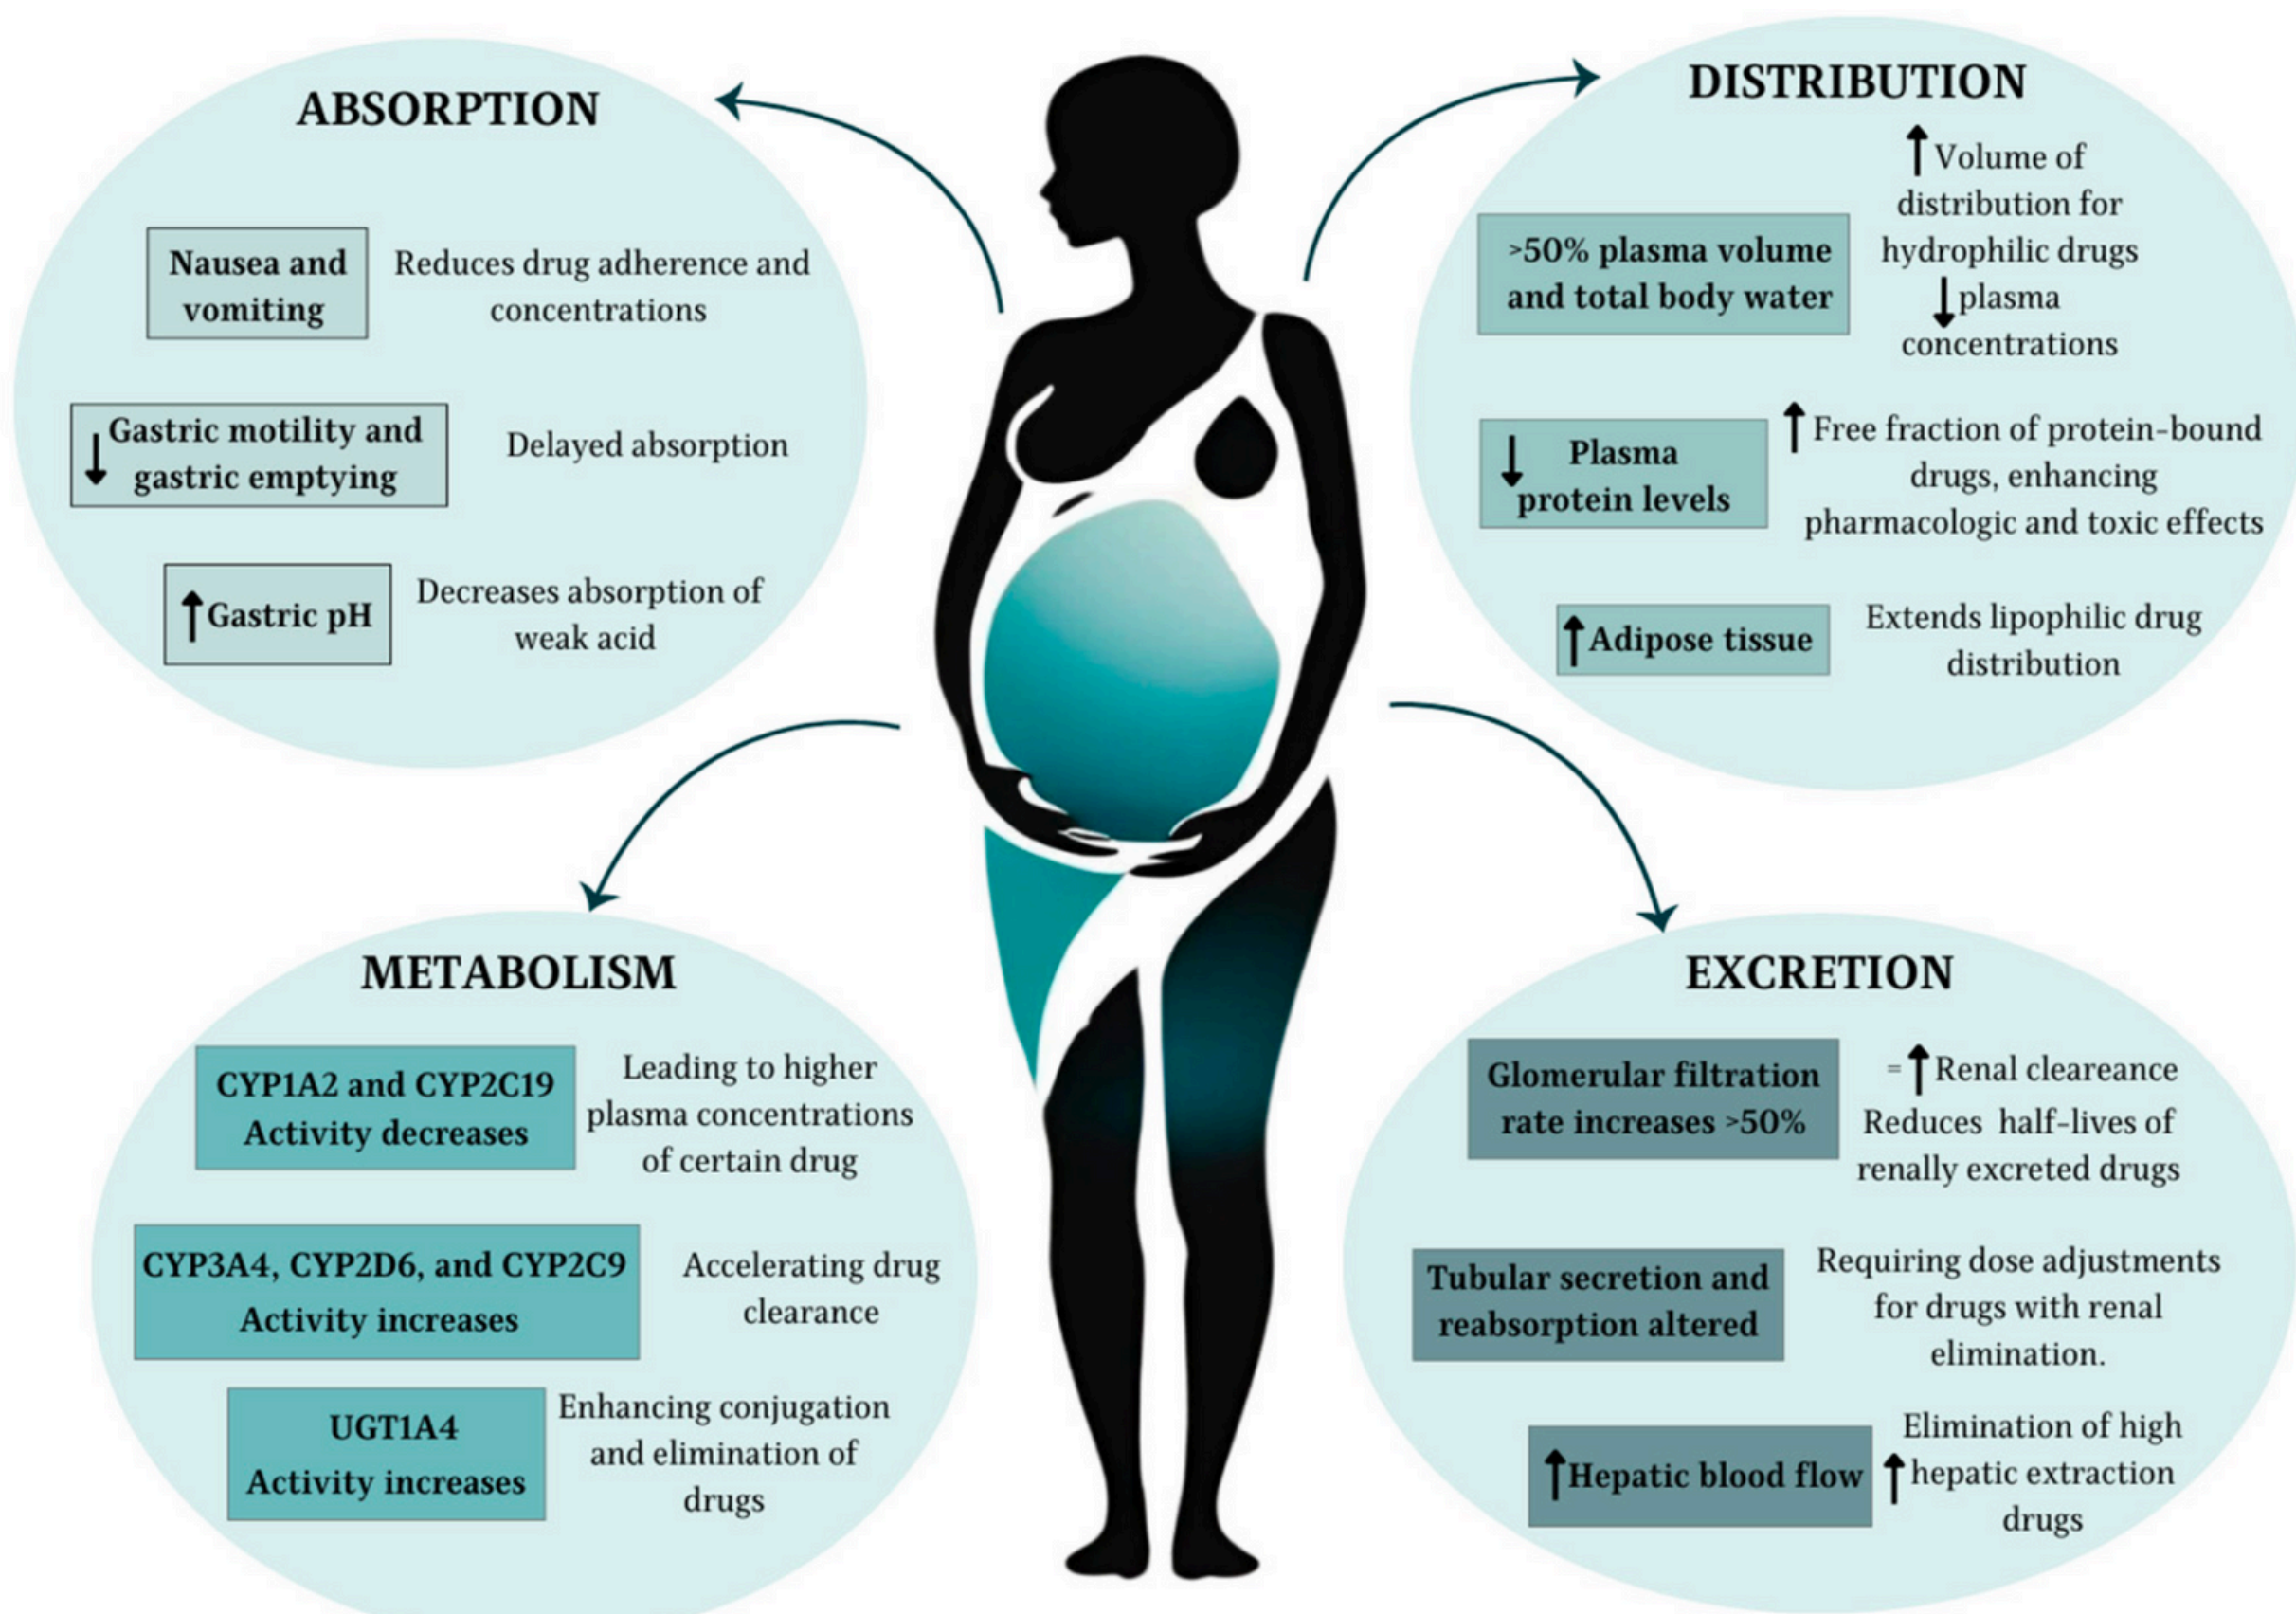 ABSORPTION
Nausea and
vomiting
Reduces drug adherence and
concentrations
↓ Gastric motility and
gastric emptying
Delayed absorption
↑ Gastric pH
Decreases absorption of
weak acid
DISTRIBUTION
>50% plasma volume
and total body water
↑ Volume of
distribution for
hydrophilic drugs
↓ plasma
concentrations
↓ Plasma
protein levels
↑ Free fraction of protein-bound
drugs, enhancing
pharmacologic and toxic effects
↑ Adipose tissue
Extends lipophilic drug
distribution
METABOLISM
CYP1A2 and CYP2C19
Activity decreases
Leading to higher
plasma concentrations
of certain drug
CYP3A4, CYP2D6, and CYP2C9
Activity increases
Accelerating drug
clearance
UGT1A4
Activity increases
Enhancing conjugation
and elimination of
drugs
EXCRETION
Glomerular filtration
rate increases >50%
= ↑ Renal cleareance
Reduces half-lives of
renally excreted drugs
Tubular secretion and
reabsorption altered
Requiring dose adjustments
for drugs with renal
elimination.
↑ Hepatic blood flow
Elimination of high
↑ hepatic extraction
drugs